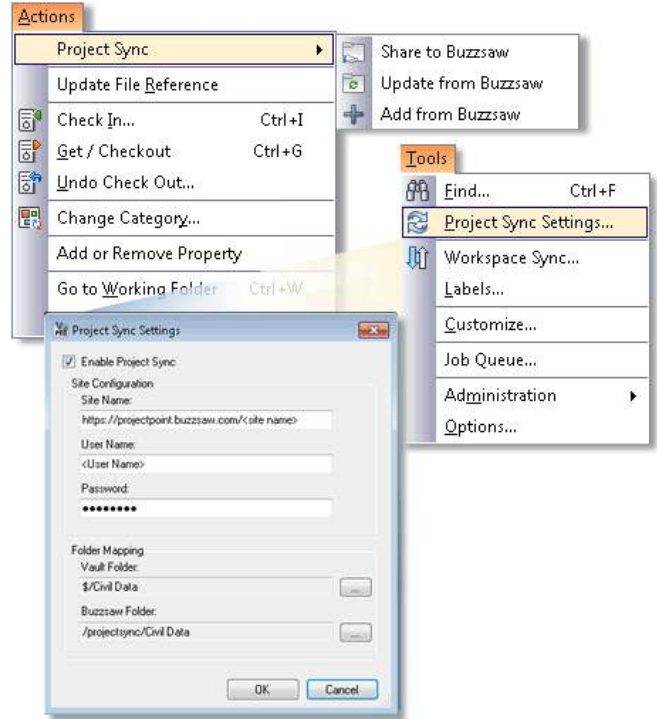 Actions
Project Sync
Update File Reference
Check In... Ctrl+I
Get / Checkout Ctrl+G
Undo Check Out...
Change Category...
Add or Remove Property
Go to Working Folder Ctrl+W
Share to Buzzsaw
Update from Buzzsaw
Add from Buzzsaw
Tools
Find... Ctrl+F
Project Sync Settings...
Workspace Sync...
Labels...
Customize...
Job Queue...
Administration
Options...
Project Sync Settings
Enable Project Sync
Site Configuration
Site Name:
https://projectpoint.buzzsaw.com/<site name>
User Name:
<User Name>
Password:
●●●●●●●●
Folder Mapping
Vault Folder:
$/Civil Data
...
Buzzsaw Folder:
/projectsync/Civil Data
...
OK Cancel